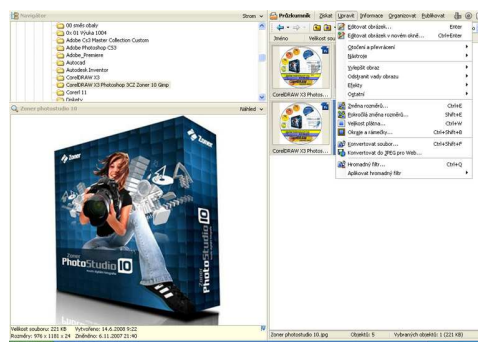 Navigátor
Strom
00 směs obaly
0x 01 Výuka 1004
Adobe Cs3 Master Collection Custom
Adobe Photoshop CS3
Adobe_Premiere
Autocad
Autodesk Inventor
CorelDRAW X3
CorelDRAW X3 Photoshop 3CZ Zoner 10 Gimp
Corerl 11
Diskety
Zoner photostudio 10
Náhled
Zoner
Zoner
PhotoStudio 10
Velikost souboru: 221 KB Vytvořeno: 14.6.2008 9:22
Rozměry: 976 x 1181 x 24 Změněno: 6.11.2007 21:40
Průzkumník Získat Upravit Informace Organizovat Publikovat
Jméno Velikost sou
CorelDRAW X3 Photos...
CorelDRAW X3 Photos...
Editovat obrázek... Enter
Editovat obrázek v novém okně... Ctrl+Enter
Otočení a převrácení
Nástroje
Vylepšit obraz
Odstranit vady obrazu
Efekty
Ostatní
Změna rozměrů... Ctrl+E
Pokročilá změna rozměrů... Shift+E
Velikost plátna... Ctrl+W
Okraje a rámečky... Ctrl+Shift+B
Konvertovat soubor... Ctrl+Shift+F
Konvertovat do JPEG pro Web...
Hromadný filtr... Ctrl+Q
Aplikovat hromadný filtr
Zoner photostudio 10.jpg Objektů: 5 Vybraných objektů: 1 (221 KB)